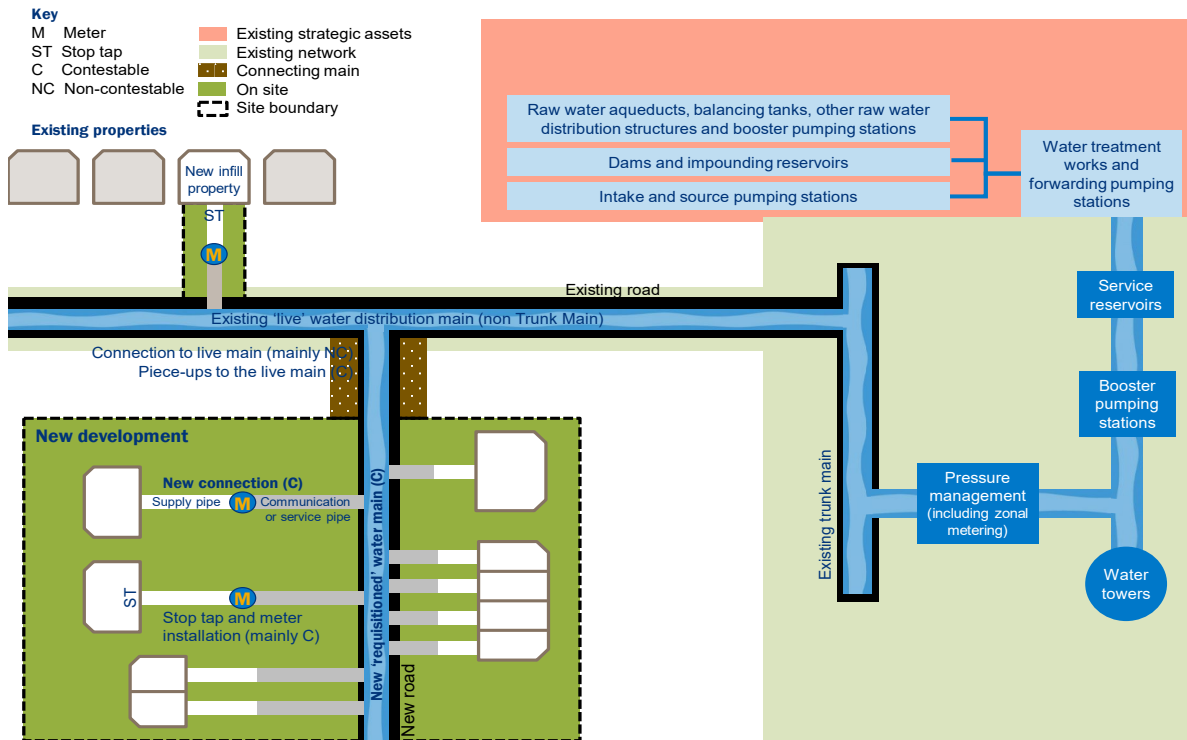 Key
M Meter
ST Stop tap
C Contestable
NC Non-contestable
Existing strategic assets
Existing network
Connecting main
On site
Site boundary
Existing properties
New infill
property
ST
M
Raw water aqueducts, balancing tanks, other raw water
distribution structures and booster pumping stations
Dams and impounding reservoirs
Intake and source pumping stations
Water treatment
works and
forwarding pumping
stations
Service
reservoirs
Booster
pumping
stations
Pressure
management
(including zonal
metering)
Water
towers
Existing road
Existing 'live' water distribution main (non Trunk Main)
Existing trunk main
Connection to live main (mainly NC)
Piece-ups to the live main (C)
New development
New connection (C)
Supply pipe
M
Communication
or service pipe
ST
M
Stop tap and meter
installation (mainly C)
New 'requisitioned' water main (C)
New road